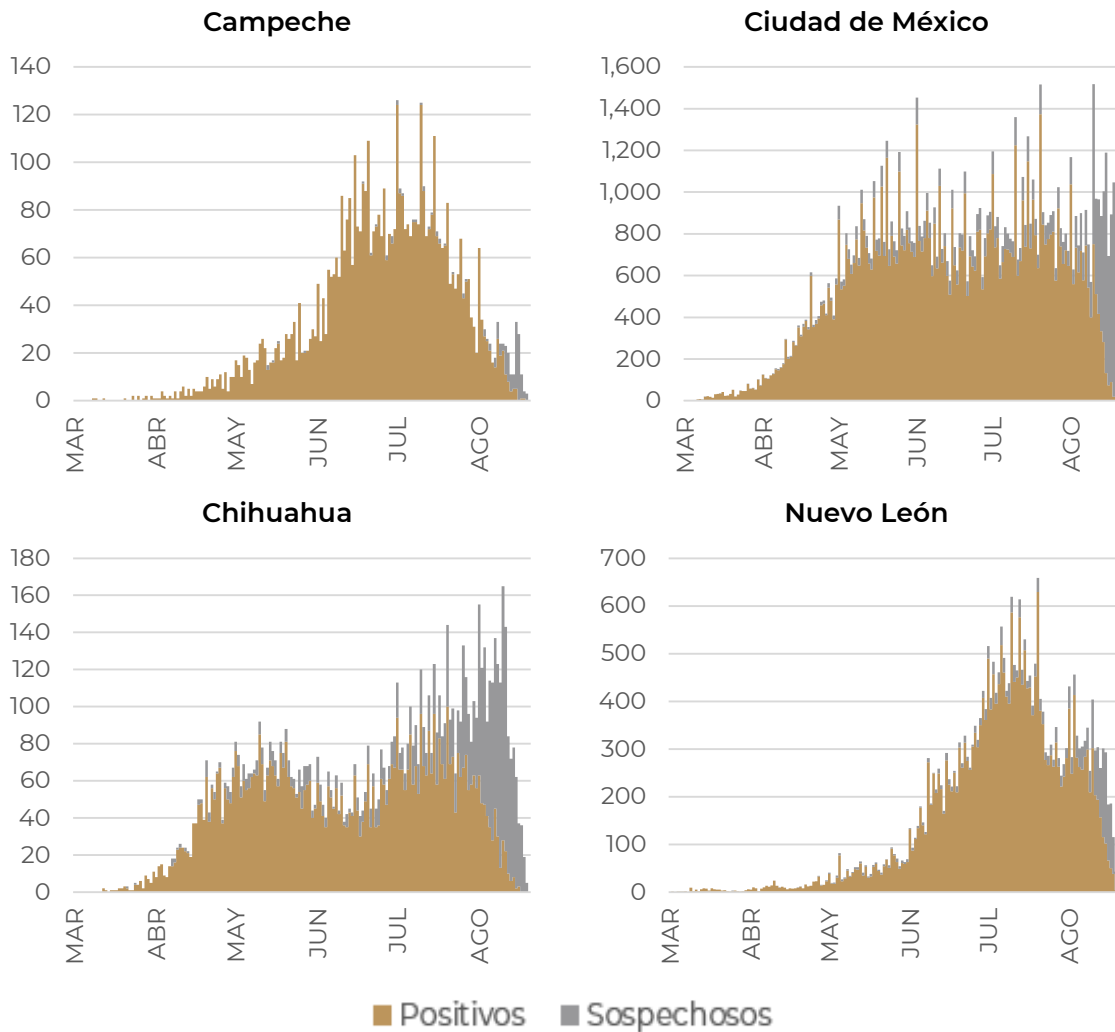 Campeche
140
120
100
80
60
40
20
0
MAR
ABR
MAY
JUN
JUL
AGO
Ciudad de México
1,600
1,400
1,200
1,000
800
600
400
200
0
MAR
ABR
MAY
JUN
JUL
AGO
Chihuahua
180
160
140
120
100
80
60
40
20
0
MAR
ABR
MAY
JUN
JUL
AGO
Nuevo León
700
600
500
400
300
200
100
0
MAR
ABR
MAY
JUN
JUL
AGO
Positivos
Sospechosos